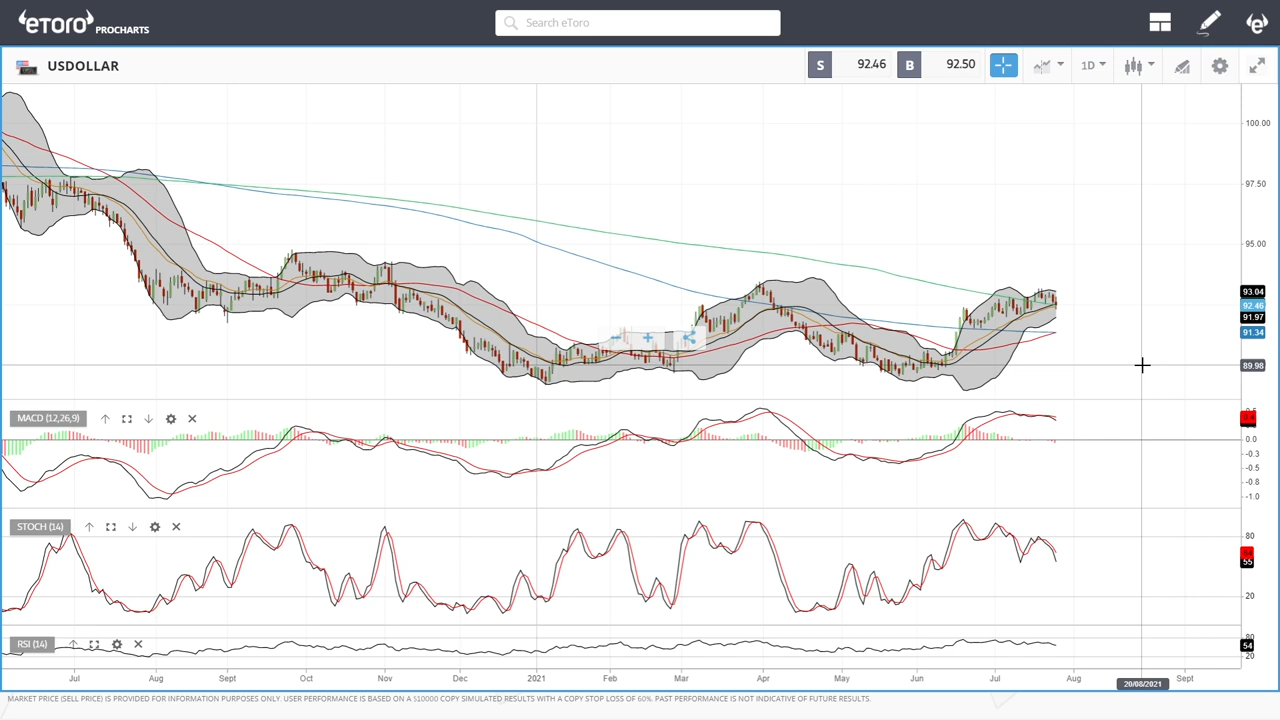 eToro PROCHARTS
Search eToro
USDOLLAR
S 92.46 B 92.50 1D
100.00
97.50
95.00
93.04
92.46
91.97
91.34
89.98
MACD (12,26,9)
0.0
-0.3
-0.5
-0.8
-1.0
STOCH (14)
80
55
20
RSI (14)
80
54
20
Jul Aug Sept Oct Nov Dec 2021 Feb Mar Apr May Jun Jul Aug 20/08/2021 Sept
MARKET PRICE (SELL PRICE) IS PROVIDED FOR INFORMATION PURPOSES ONLY. USER PERFORMANCE IS BASED ON A $10000 COPY SIMULATED RESULTS WITH A COPY STOP LOSS OF 60%. PAST PERFORMANCE IS NOT INDICATIVE OF FUTURE RESULTS.